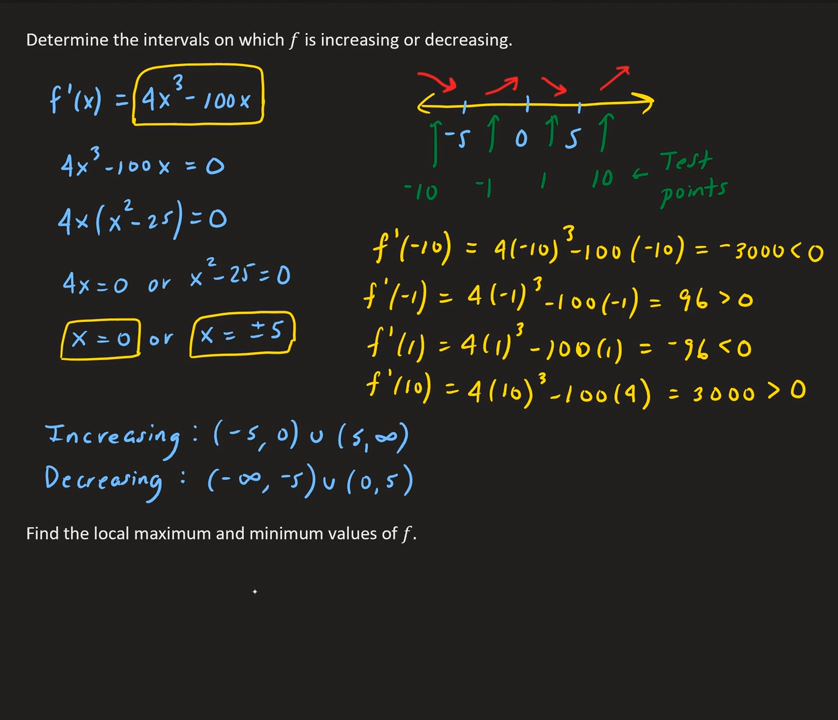 Determine the intervals on which f is increasing or decreasing.
f'(x) = 4x³ - 100x
4x³ - 100x = 0
4x(x² - 25) = 0
4x = 0 or x² - 25 = 0
x = 0 or x = ±5
-5 0 5
-10 -1 1 10 ← Test points
f'(-10) = 4(-10)³ - 100(-10) = -3000 < 0
f'(-1) = 4(-1)³ - 100(-1) = 96 > 0
f'(1) = 4(1)³ - 100(1) = -96 < 0
f'(10) = 4(10)³ - 100(4) = 3000 > 0
Increasing : (-5, 0) ∪ (5, ∞)
Decreasing : (-∞, -5) ∪ (0, 5)
Find the local maximum and minimum values of f.